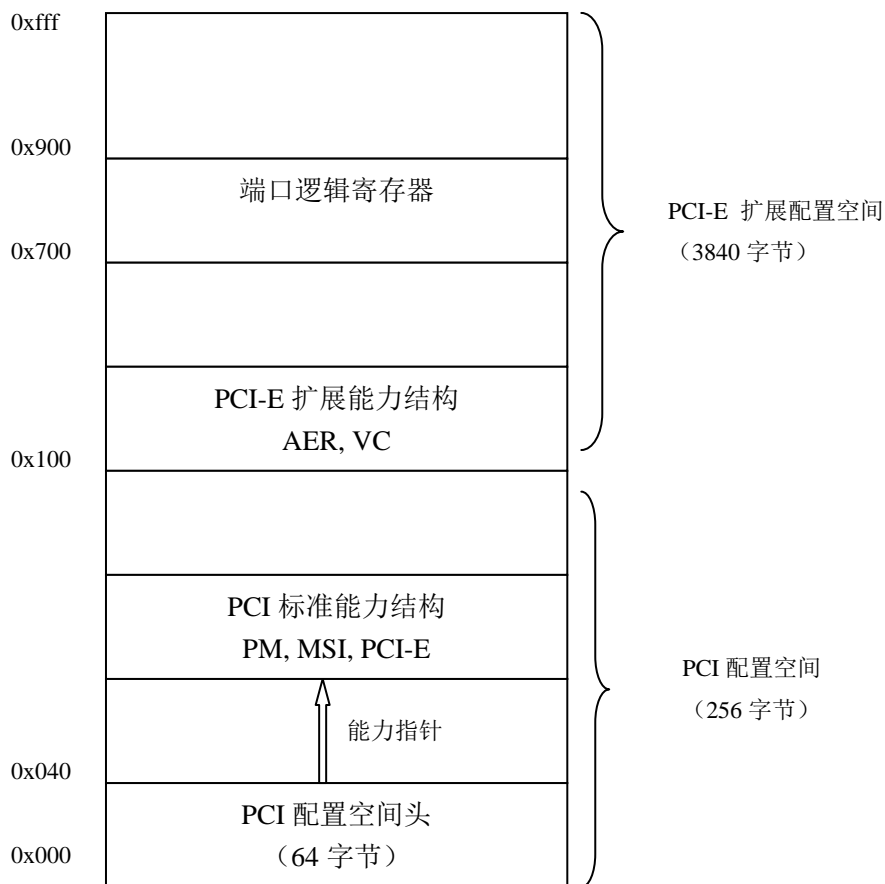 0xfff
0x900
端口逻辑寄存器
0x700
PCI-E 扩展配置空间
（3840 字节）
PCI-E 扩展能力结构
AER, VC
0x100
PCI 标准能力结构
PM, MSI, PCI-E
PCI 配置空间
（256 字节）
能力指针
0x040
PCI 配置空间头
（64 字节）
0x000